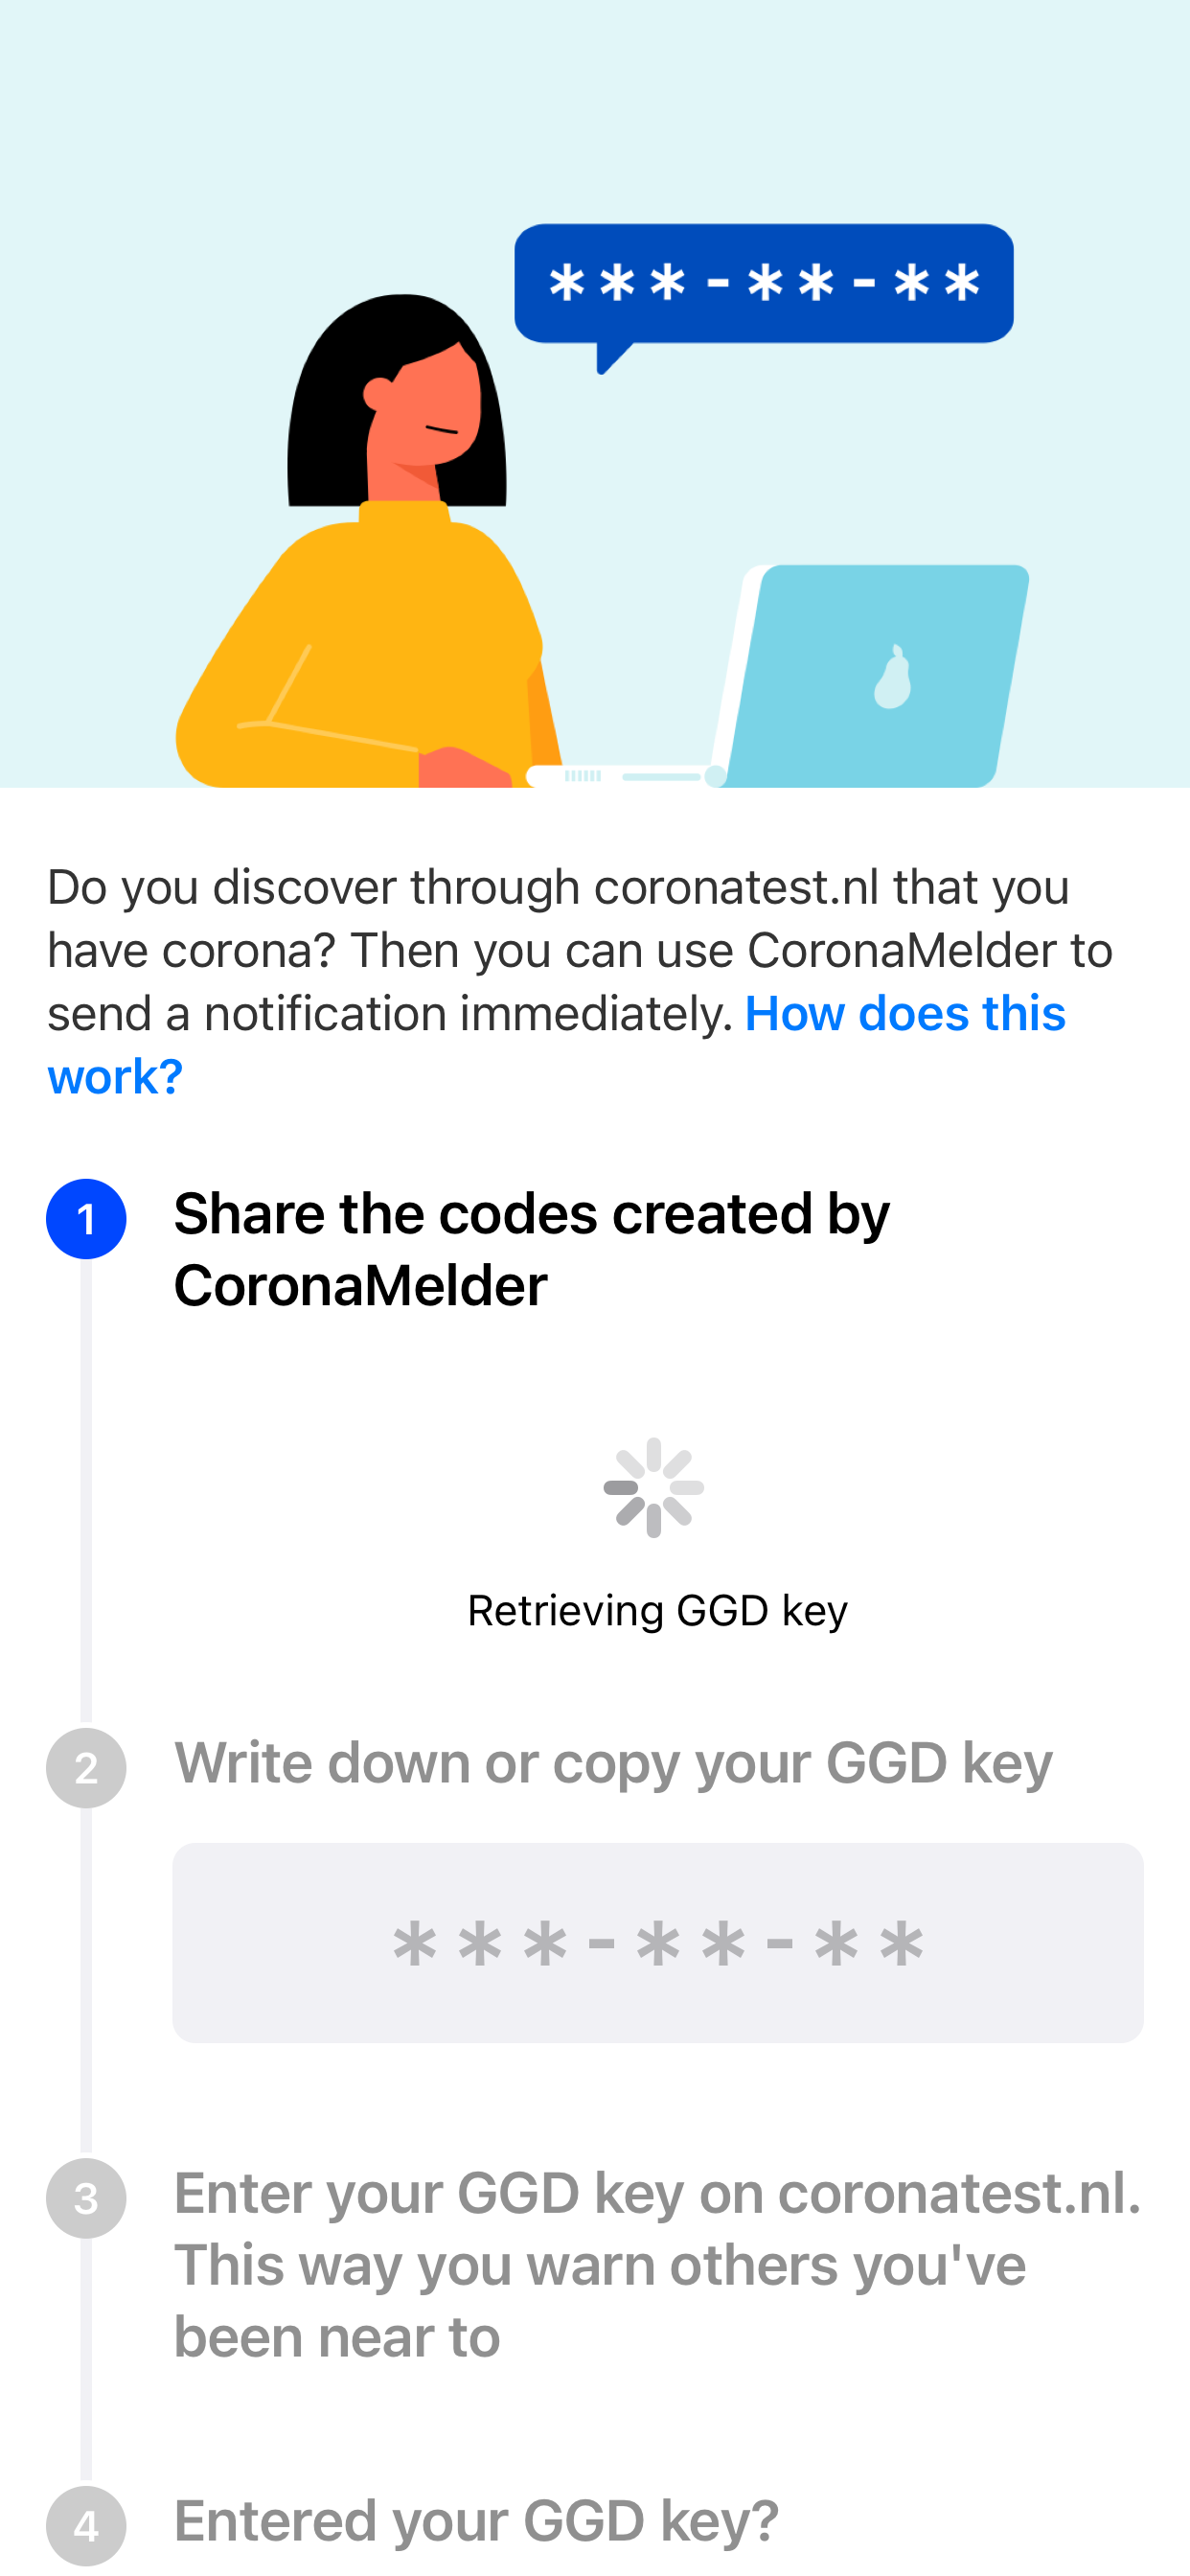 ***-**-**
Do you discover through coronatest.nl that you
have corona? Then you can use CoronaMelder to
send a notification immediately. How does this
work?
1
Share the codes created by
CoronaMelder
Retrieving GGD key
2
Write down or copy your GGD key
***-**-**
3
Enter your GGD key on coronatest.nl.
This way you warn others you've
been near to
4
Entered your GGD key?